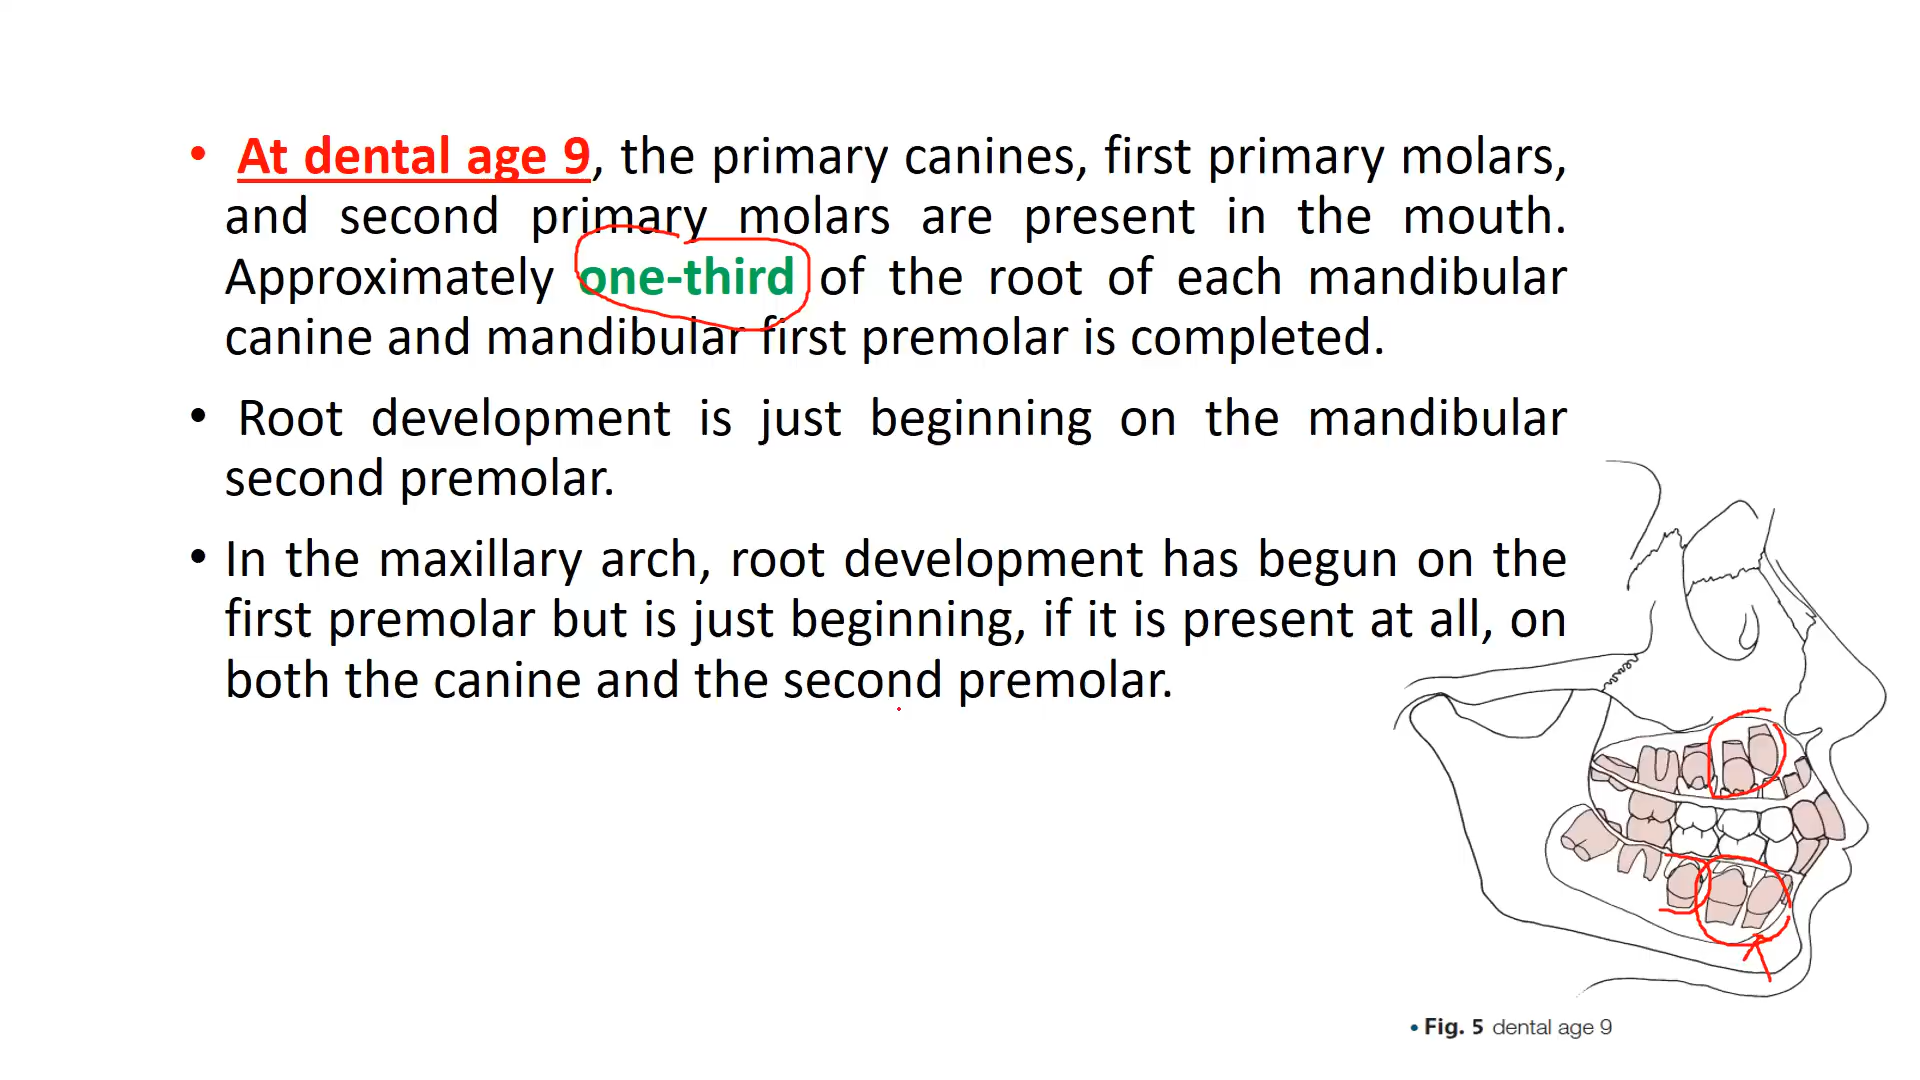 • At dental age 9, the primary canines, first primary molars,
and second primary molars are present in the mouth.
Approximately one-third of the root of each mandibular
canine and mandibular first premolar is completed.
• Root development is just beginning on the mandibular
second premolar.
• In the maxillary arch, root development has begun on the
first premolar but is just beginning, if it is present at all, on
both the canine and the second premolar.
• Fig. 5 dental age 9